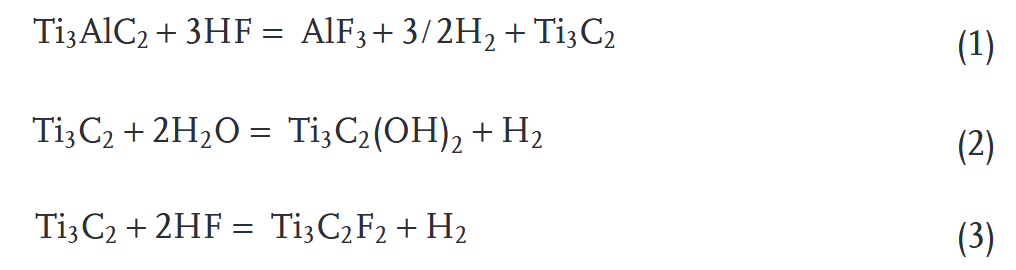 Ti₃AlC₂ + 3HF = AlF₃ + 3/2H₂ + Ti₃C₂ (1)
Ti₃C₂ + 2H₂O = Ti₃C₂(OH)₂ + H₂ (2)
Ti₃C₂ + 2HF = Ti₃C₂F₂ + H₂ (3)